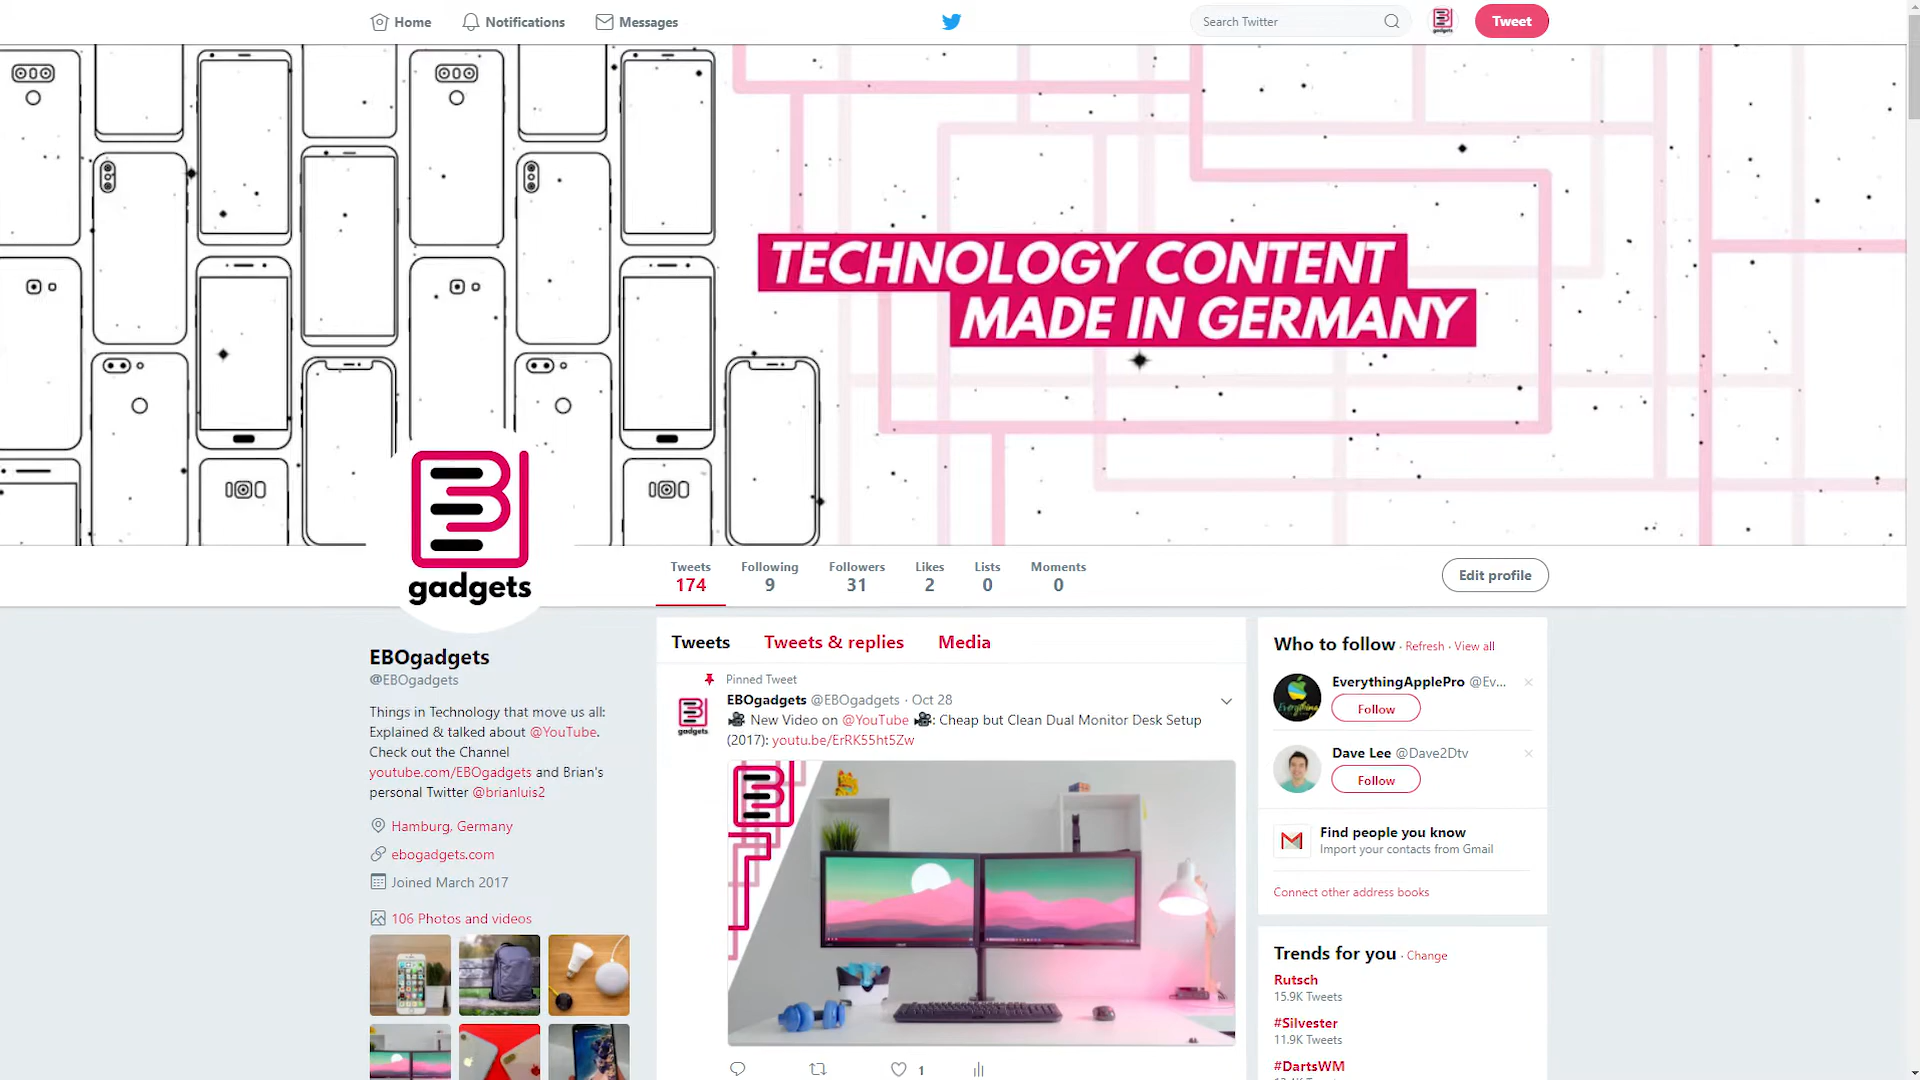 Home
Notifications
Messages
Search Twitter
Tweet
TECHNOLOGY CONTENT
MADE IN GERMANY
gadgets
Tweets
174
Following
9
Followers
31
Likes
2
Lists
0
Moments
0
Edit profile
EBOgadgets
@EBOgadgets
Things in Technology that move us all:
Explained & talked about @YouTube.
Check out the Channel
youtube.com/EBOgadgets and Brian's
personal Twitter @brianluis2
Hamburg, Germany
ebogadgets.com
Joined March 2017
106 Photos and videos
Tweets
Tweets & replies
Media
Pinned Tweet
EBOgadgets @EBOgadgets · Oct 28
New Video on @YouTube : Cheap but Clean Dual Monitor Desk Setup
(2017): youtu.be/ErRK55ht5Zw
gadgets
1
Who to follow · Refresh · View all
EverythingApplePro @Ev...
Follow
Dave Lee @Dave2Dtv
Follow
Find people you know
Import your contacts from Gmail
Connect other address books
Trends for you · Change
Rutsch
15.9K Tweets
#Silvester
11.9K Tweets
#DartsWM